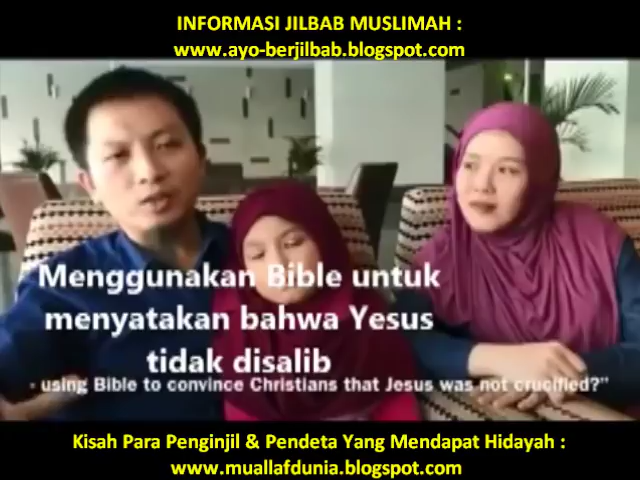 INFORMASI JILBAB MUSLIMAH :
www.ayo-berjilbab.blogspot.com
Menggunakan Bible untuk
menyatakan bahwa Yesus
tidak disalib
- using Bible to convince Christians that Jesus was not crucified?"
Kisah Para Penginjil & Pendeta Yang Mendapat Hidayah :
www.muallafdunia.blogspot.com